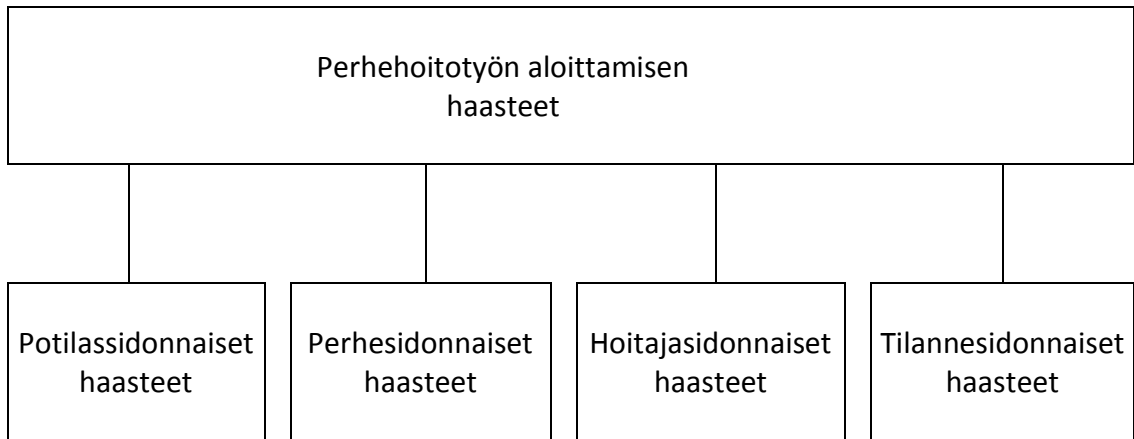 Perhehoitotyön aloittamisen
haasteet
Potilassidonnaiset
haasteet
Perhesidonnaiset
haasteet
Hoitajasidonnaiset
haasteet
Tilannesidonnaiset
haasteet